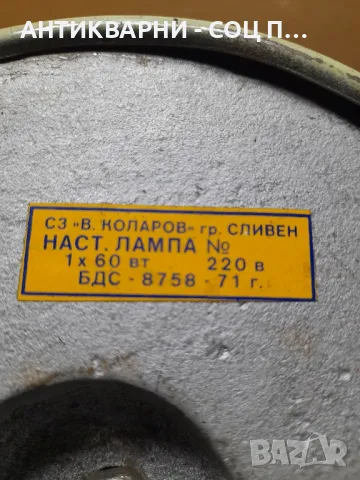 АНТИКВАРНИ - СОЦ П...
СЗ «В. КОЛАРОВ» гр. СЛИВЕН
НАСТ. ЛАМПА №
1 х 60 вт 220 в
БДС - 8758 - 71 г.
BAZAR